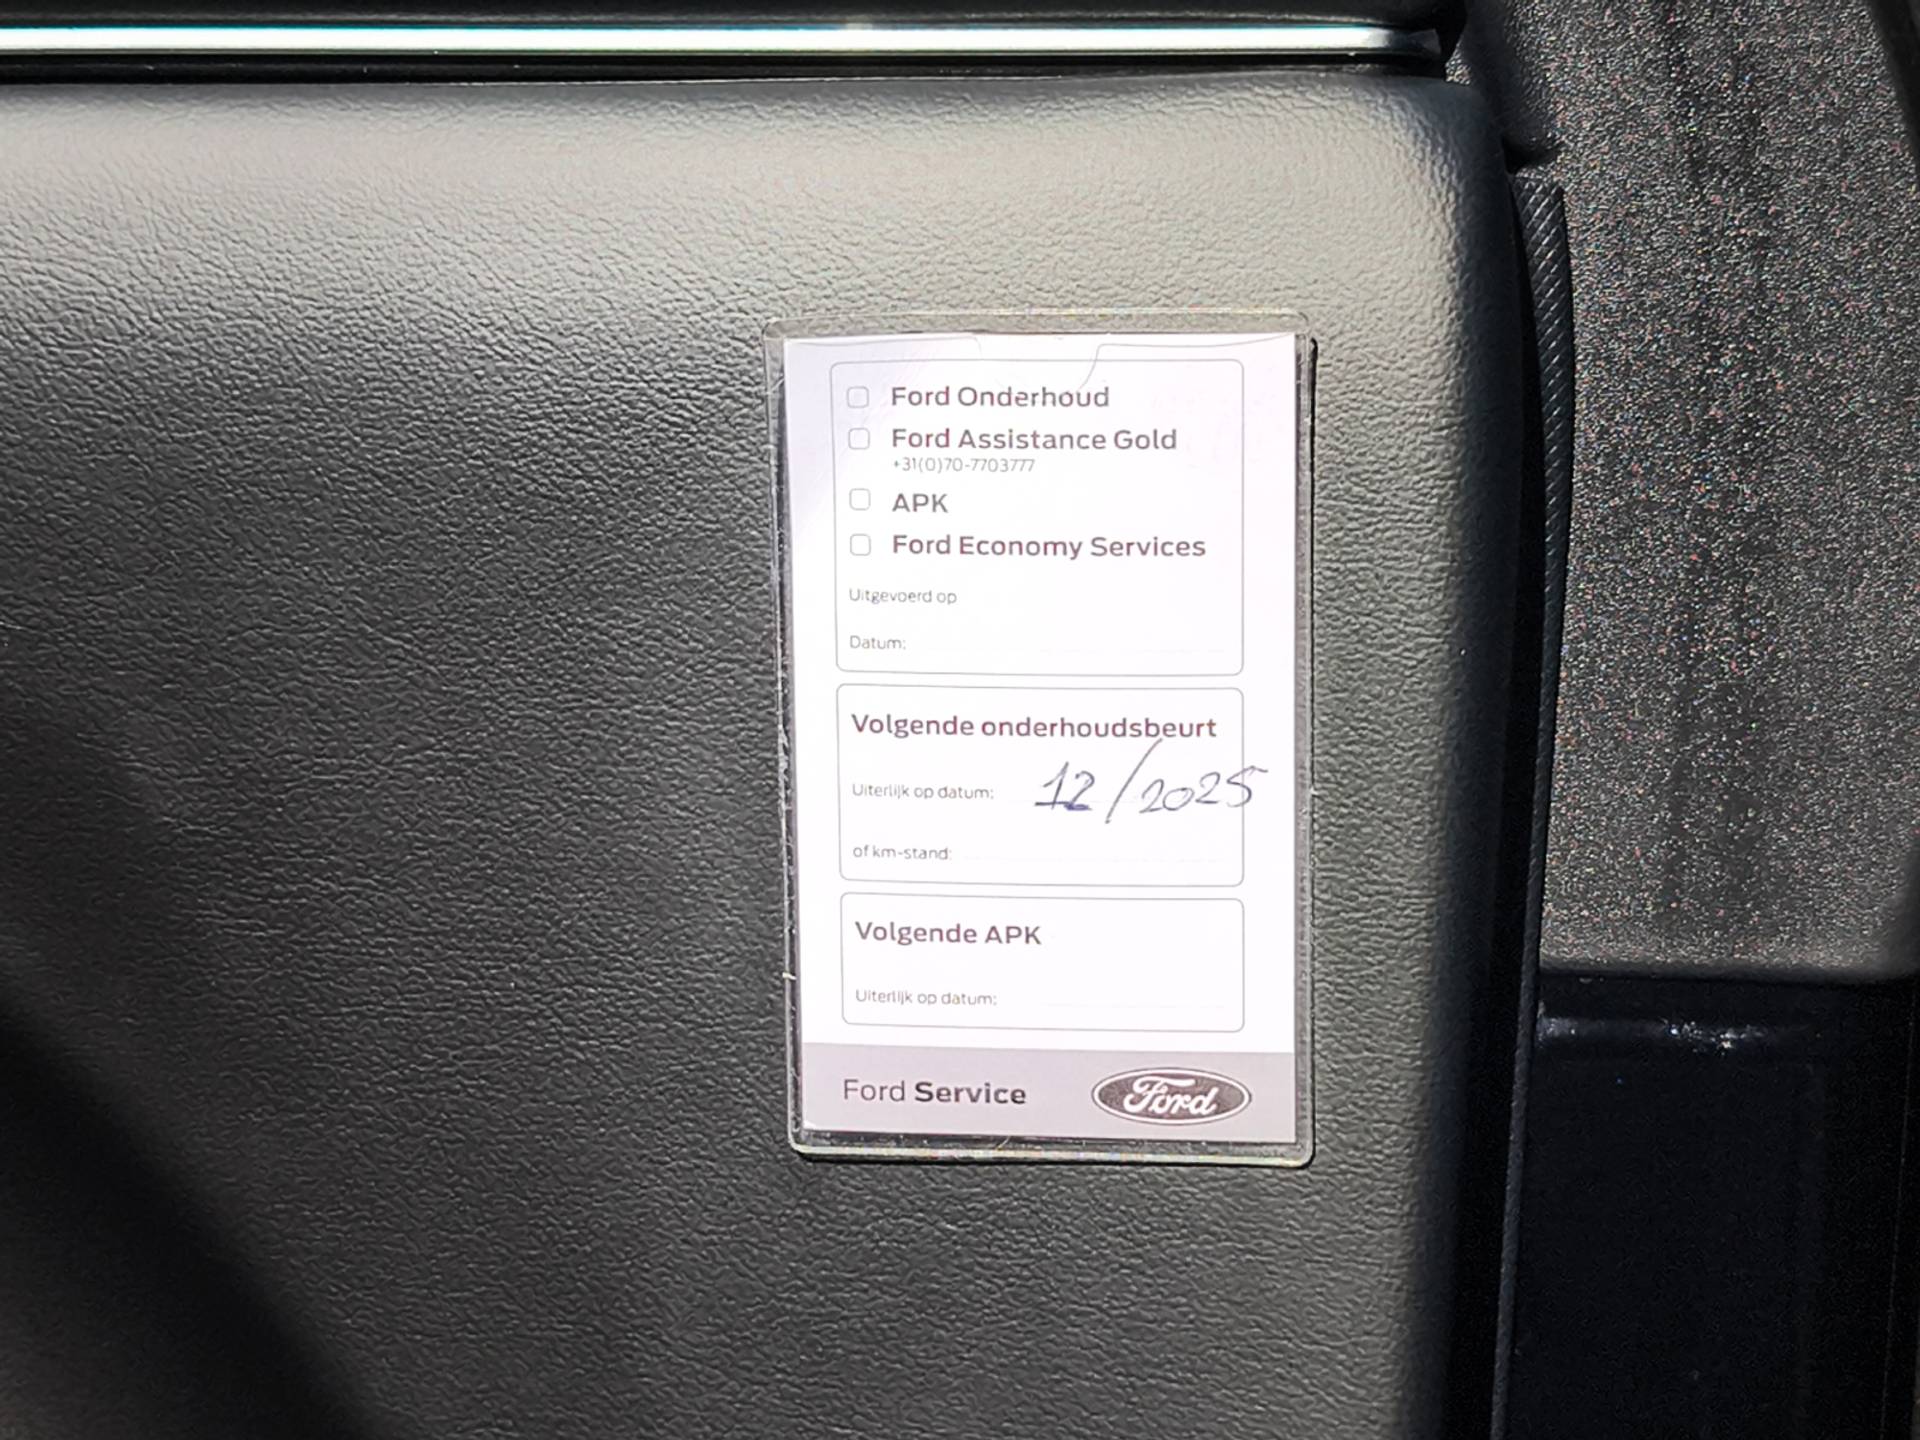 Ford Onderhoud
Ford Assistance Gold
+31(0)70-7703777
APK
Ford Economy Services
Uitgevoerd op
Datum:
Volgende onderhoudsbeurt
Uiterlijk op datum: 12/2025
of km-stand:
Volgende APK
Uiterlijk op datum:
Ford Service Ford